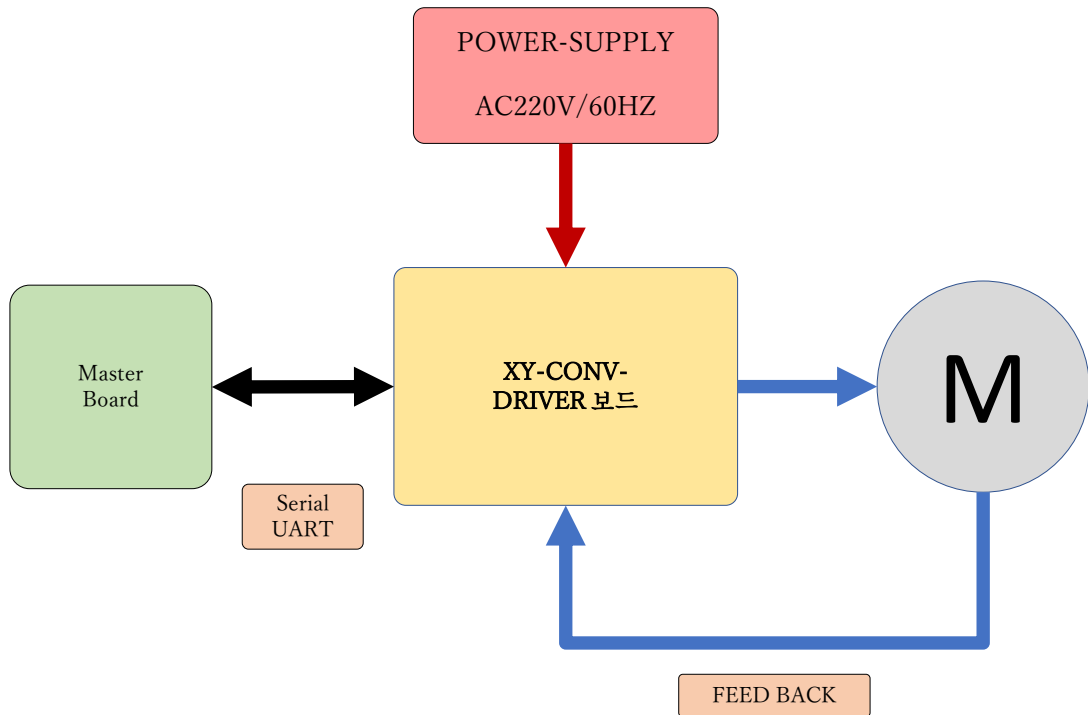 POWER-SUPPLY
AC220V/60HZ
Master
Board
XY-CONV-
DRIVER 보드
M
Serial
UART
FEED BACK